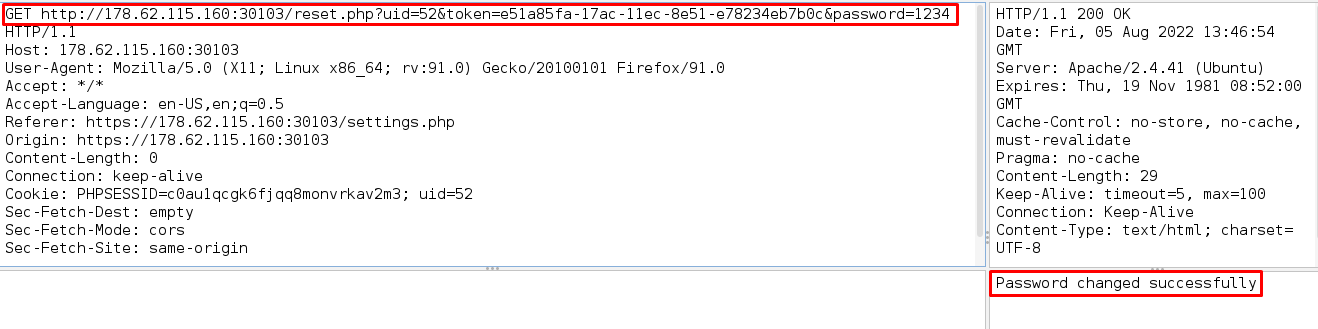 GET http://178.62.115.160:30103/reset.php?uid=52&token=e51a85fa-17ac-11ec-8e51-e78234eb7b0c&password=1234
HTTP/1.1
Host: 178.62.115.160:30103
User-Agent: Mozilla/5.0 (X11; Linux x86_64; rv:91.0) Gecko/20100101 Firefox/91.0
Accept: */*
Accept-Language: en-US,en;q=0.5
Referer: https://178.62.115.160:30103/settings.php
Origin: https://178.62.115.160:30103
Content-Length: 0
Connection: keep-alive
Cookie: PHPSESSID=c0au1qcgk6fjqq8monvrkav2m3; uid=52
Sec-Fetch-Dest: empty
Sec-Fetch-Mode: cors
Sec-Fetch-Site: same-origin
HTTP/1.1 200 OK
Date: Fri, 05 Aug 2022 13:46:54
GMT
Server: Apache/2.4.41 (Ubuntu)
Expires: Thu, 19 Nov 1981 08:52:00
GMT
Cache-Control: no-store, no-cache,
must-revalidate
Pragma: no-cache
Content-Length: 29
Keep-Alive: timeout=5, max=100
Connection: Keep-Alive
Content-Type: text/html; charset=
UTF-8
Password changed successfully